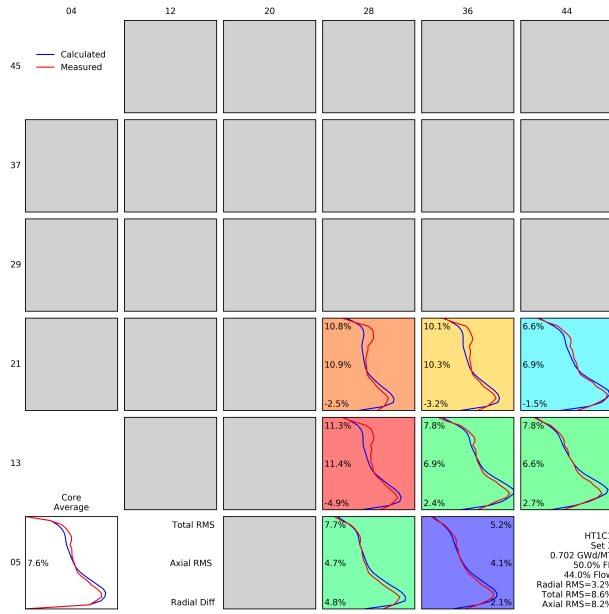 04 12 20 28 36 44
45
Calculated
Measured
37
29
21
10.8% 10.1% 6.6%
10.9% 10.3% 6.9%
-2.5% -3.2% -1.5%
13
11.3% 7.8% 7.8%
11.4% 6.9% 6.6%
-4.9% 2.4% 2.7%
Core
Average
05
7.6%
Total RMS
Axial RMS
Radial Diff
7.7% 5.2%
4.7% 4.1%
4.8% 2.1%
Set
0.702
50.0%
44.0% Flow
Radial RMS=3.2%
Total RMS=8.6%
Axial RMS=8.2%